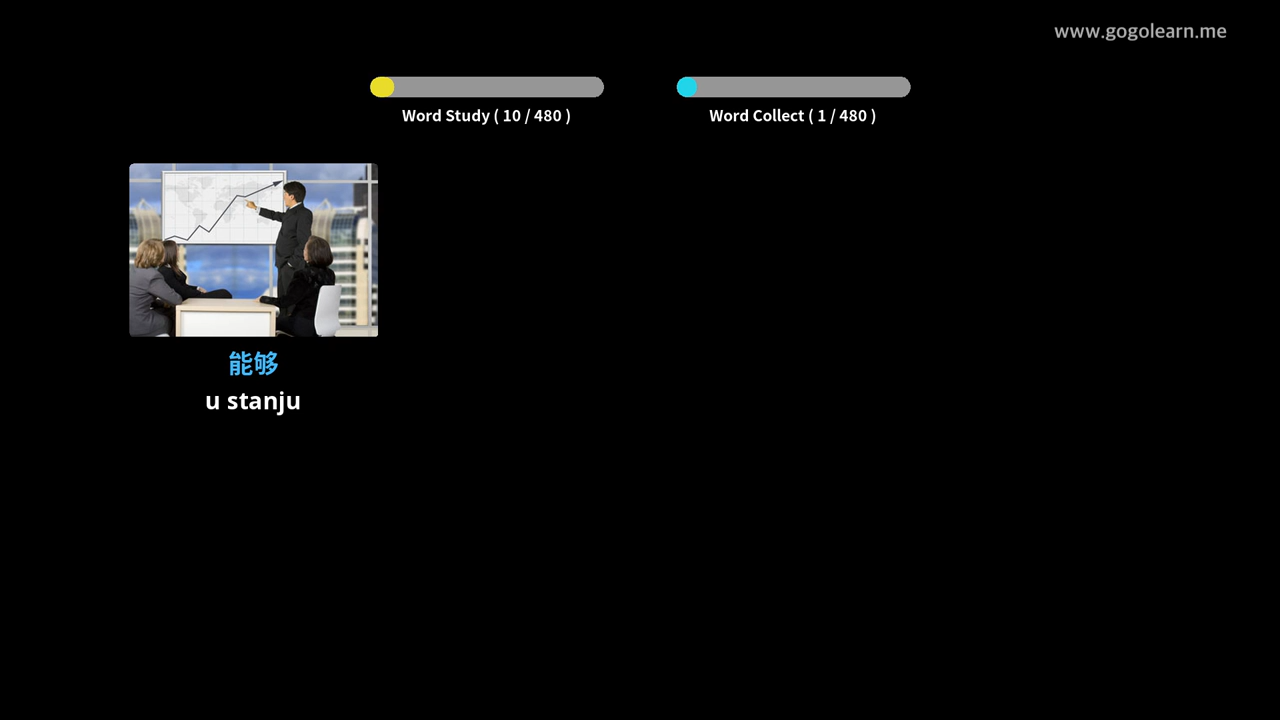 www.gogolearn.me
Word Study ( 10 / 480 )
Word Collect ( 1 / 480 )
能够
u stanju